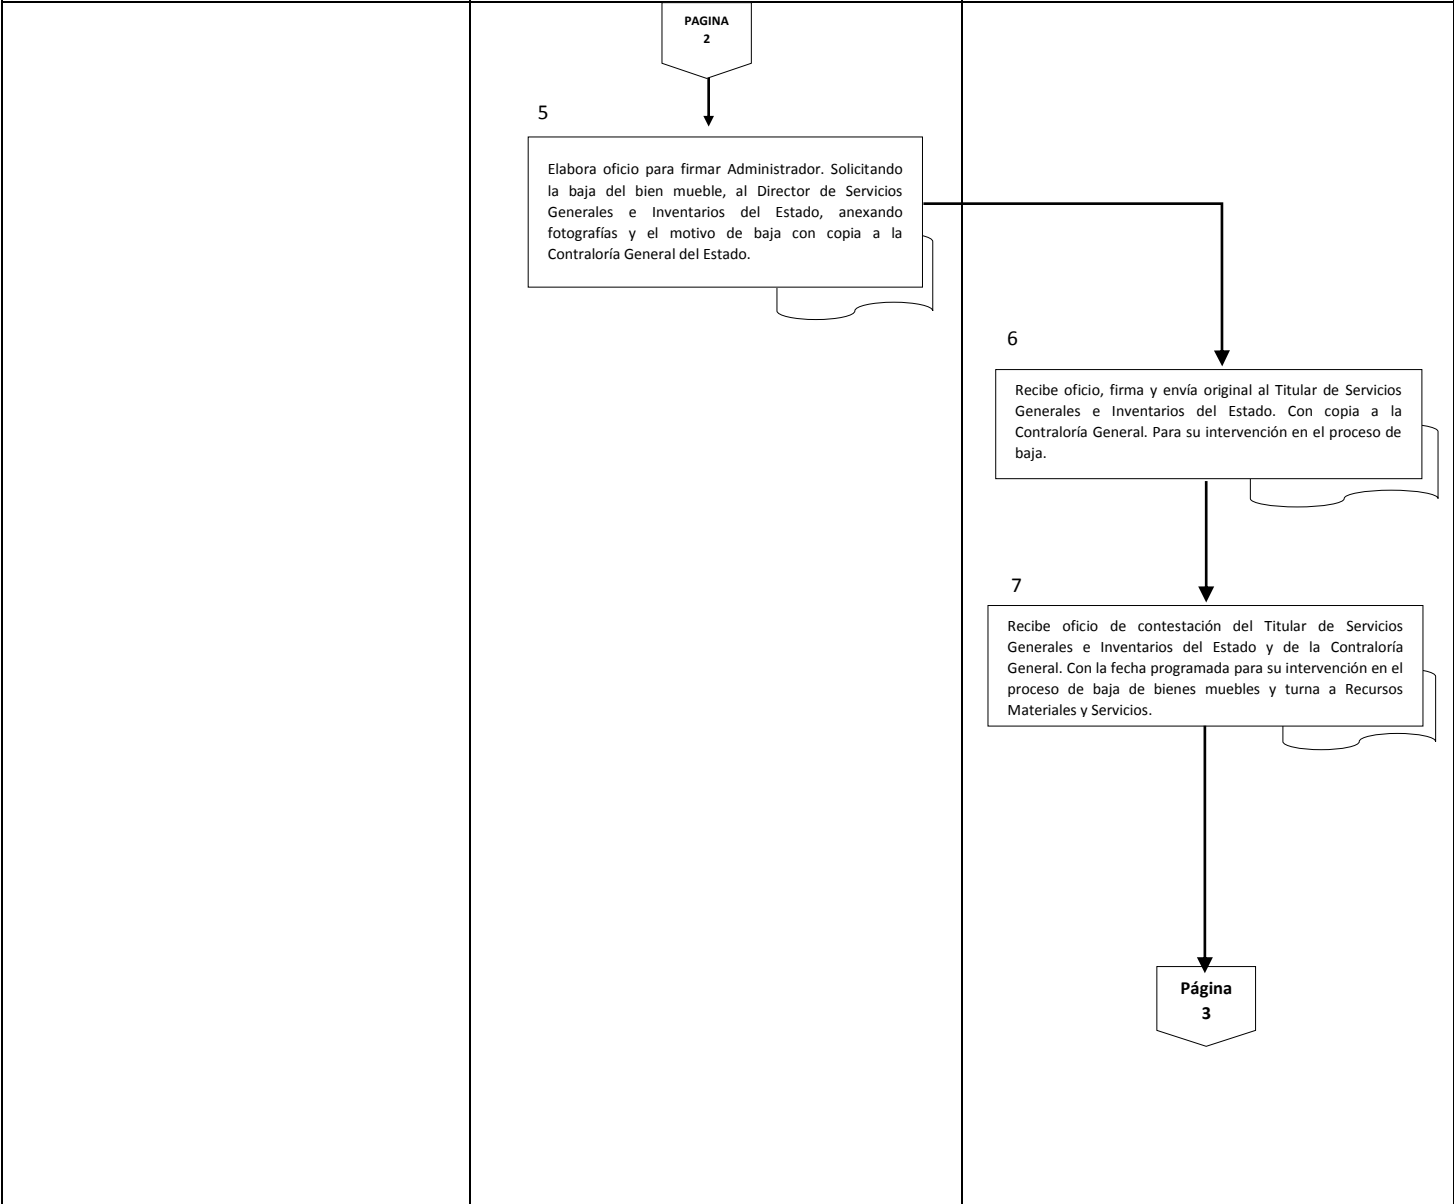 PAGINA
2
5
Elabora oficio para firmar Administrador. Solicitando
la baja del bien mueble, al Director de Servicios
Generales e Inventarios del Estado, anexando
fotografías y el motivo de baja con copia a la
Contraloría General del Estado.
6
Recibe oficio, firma y envía original al Titular de Servicios
Generales e Inventarios del Estado. Con copia a la
Contraloría General. Para su intervención en el proceso de
baja.
7
Recibe oficio de contestación del Titular de Servicios
Generales e Inventarios del Estado y de la Contraloría
General. Con la fecha programada para su intervención en el
proceso de baja de bienes muebles y turna a Recursos
Materiales y Servicios.
Página
3